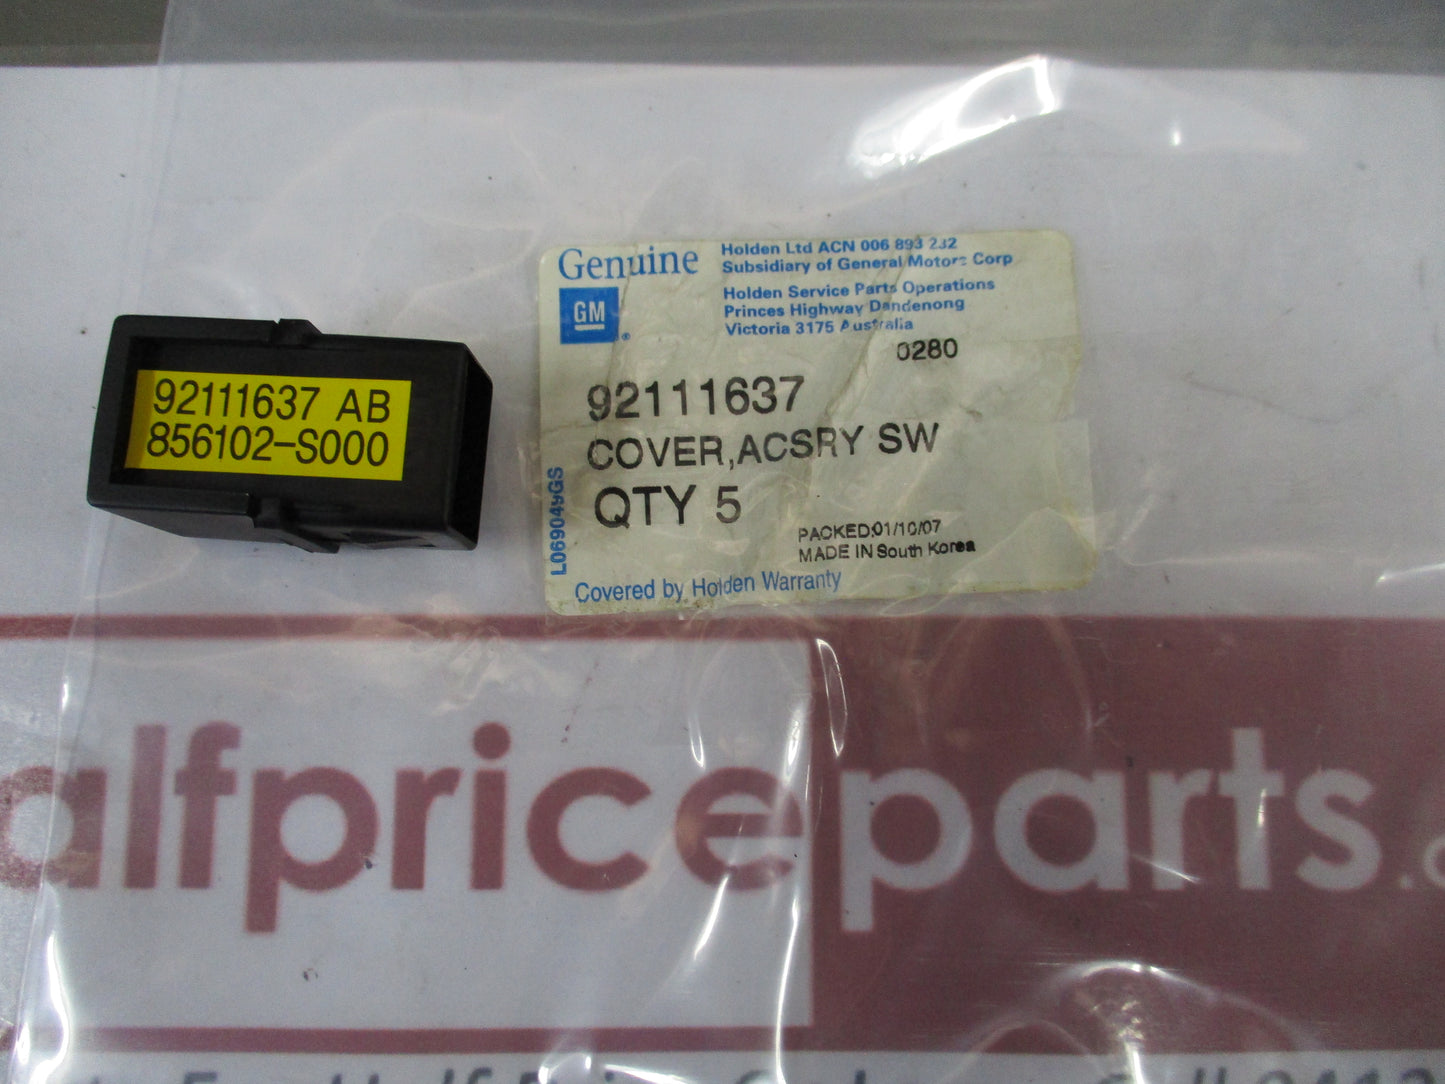 92111637 AB
856102-S000
Genuine
GM
®
Holden Ltd ACN 006 893 232
Subsidiary of General Motors Corp
Holden Service Parts Operations
Princes Highway Dandenong
Victoria 3175 Australia
0280
92111637
COVER,ACSRY SW
QTY 5
L069049GS
PACKED:01/10/07
MADE IN South Korea
Covered by Holden Warranty
alfpriceparts.c